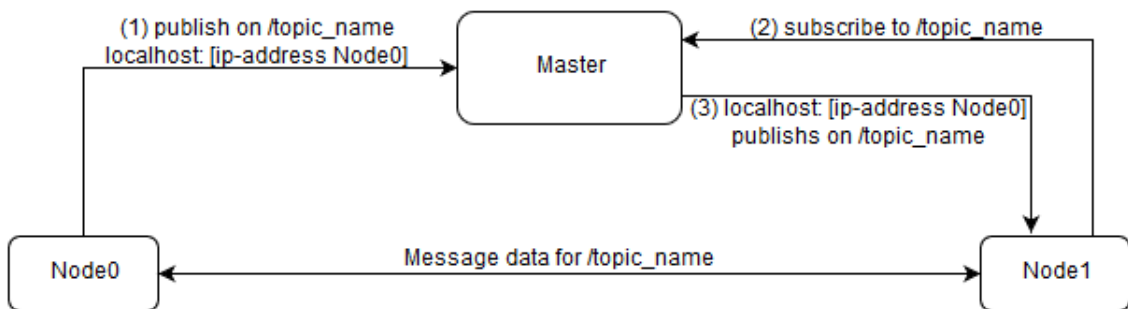 (1) publish on /topic_name
localhost: [ip-address Node0]
Master
(2) subscribe to /topic_name
(3) localhost: [ip-address Node0]
publishs on /topic_name
Node0
Message data for /topic_name
Node1